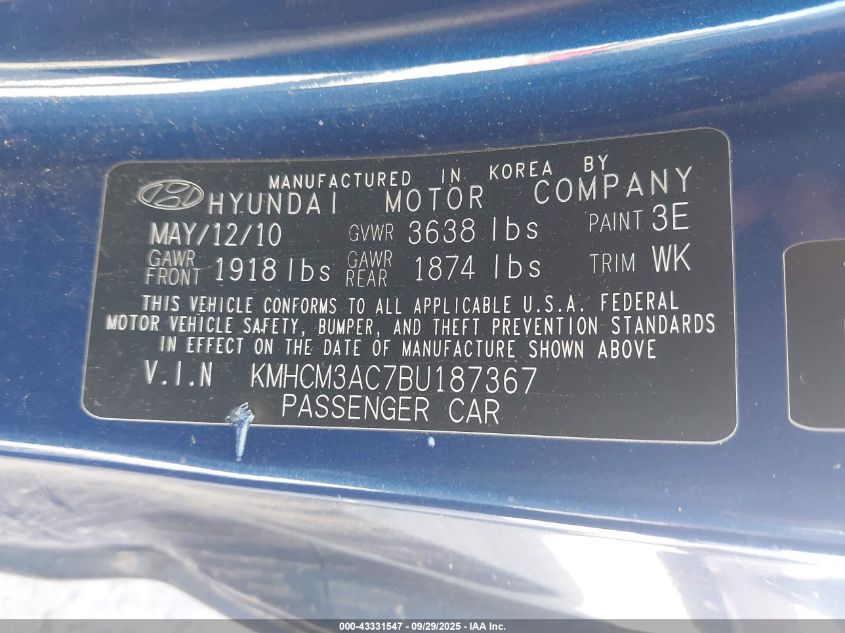 MANUFACTURED IN KOREA BY
HYUNDAI MOTOR COMPANY
MAY/12/10 GVWR 3638 lbs PAINT 3E
GAWR FRONT 1918 lbs GAWR REAR 1874 lbs TRIM WK
THIS VEHICLE CONFORMS TO ALL APPLICABLE U.S.A. FEDERAL
MOTOR VEHICLE SAFETY, BUMPER, AND THEFT PREVENTION STANDARDS
IN EFFECT ON THE DATE OF MANUFACTURE SHOWN ABOVE
V.I.N KMHCM3AC7BU187367
PASSENGER CAR
000-43331547 - 09/29/2025 - IAA Inc.